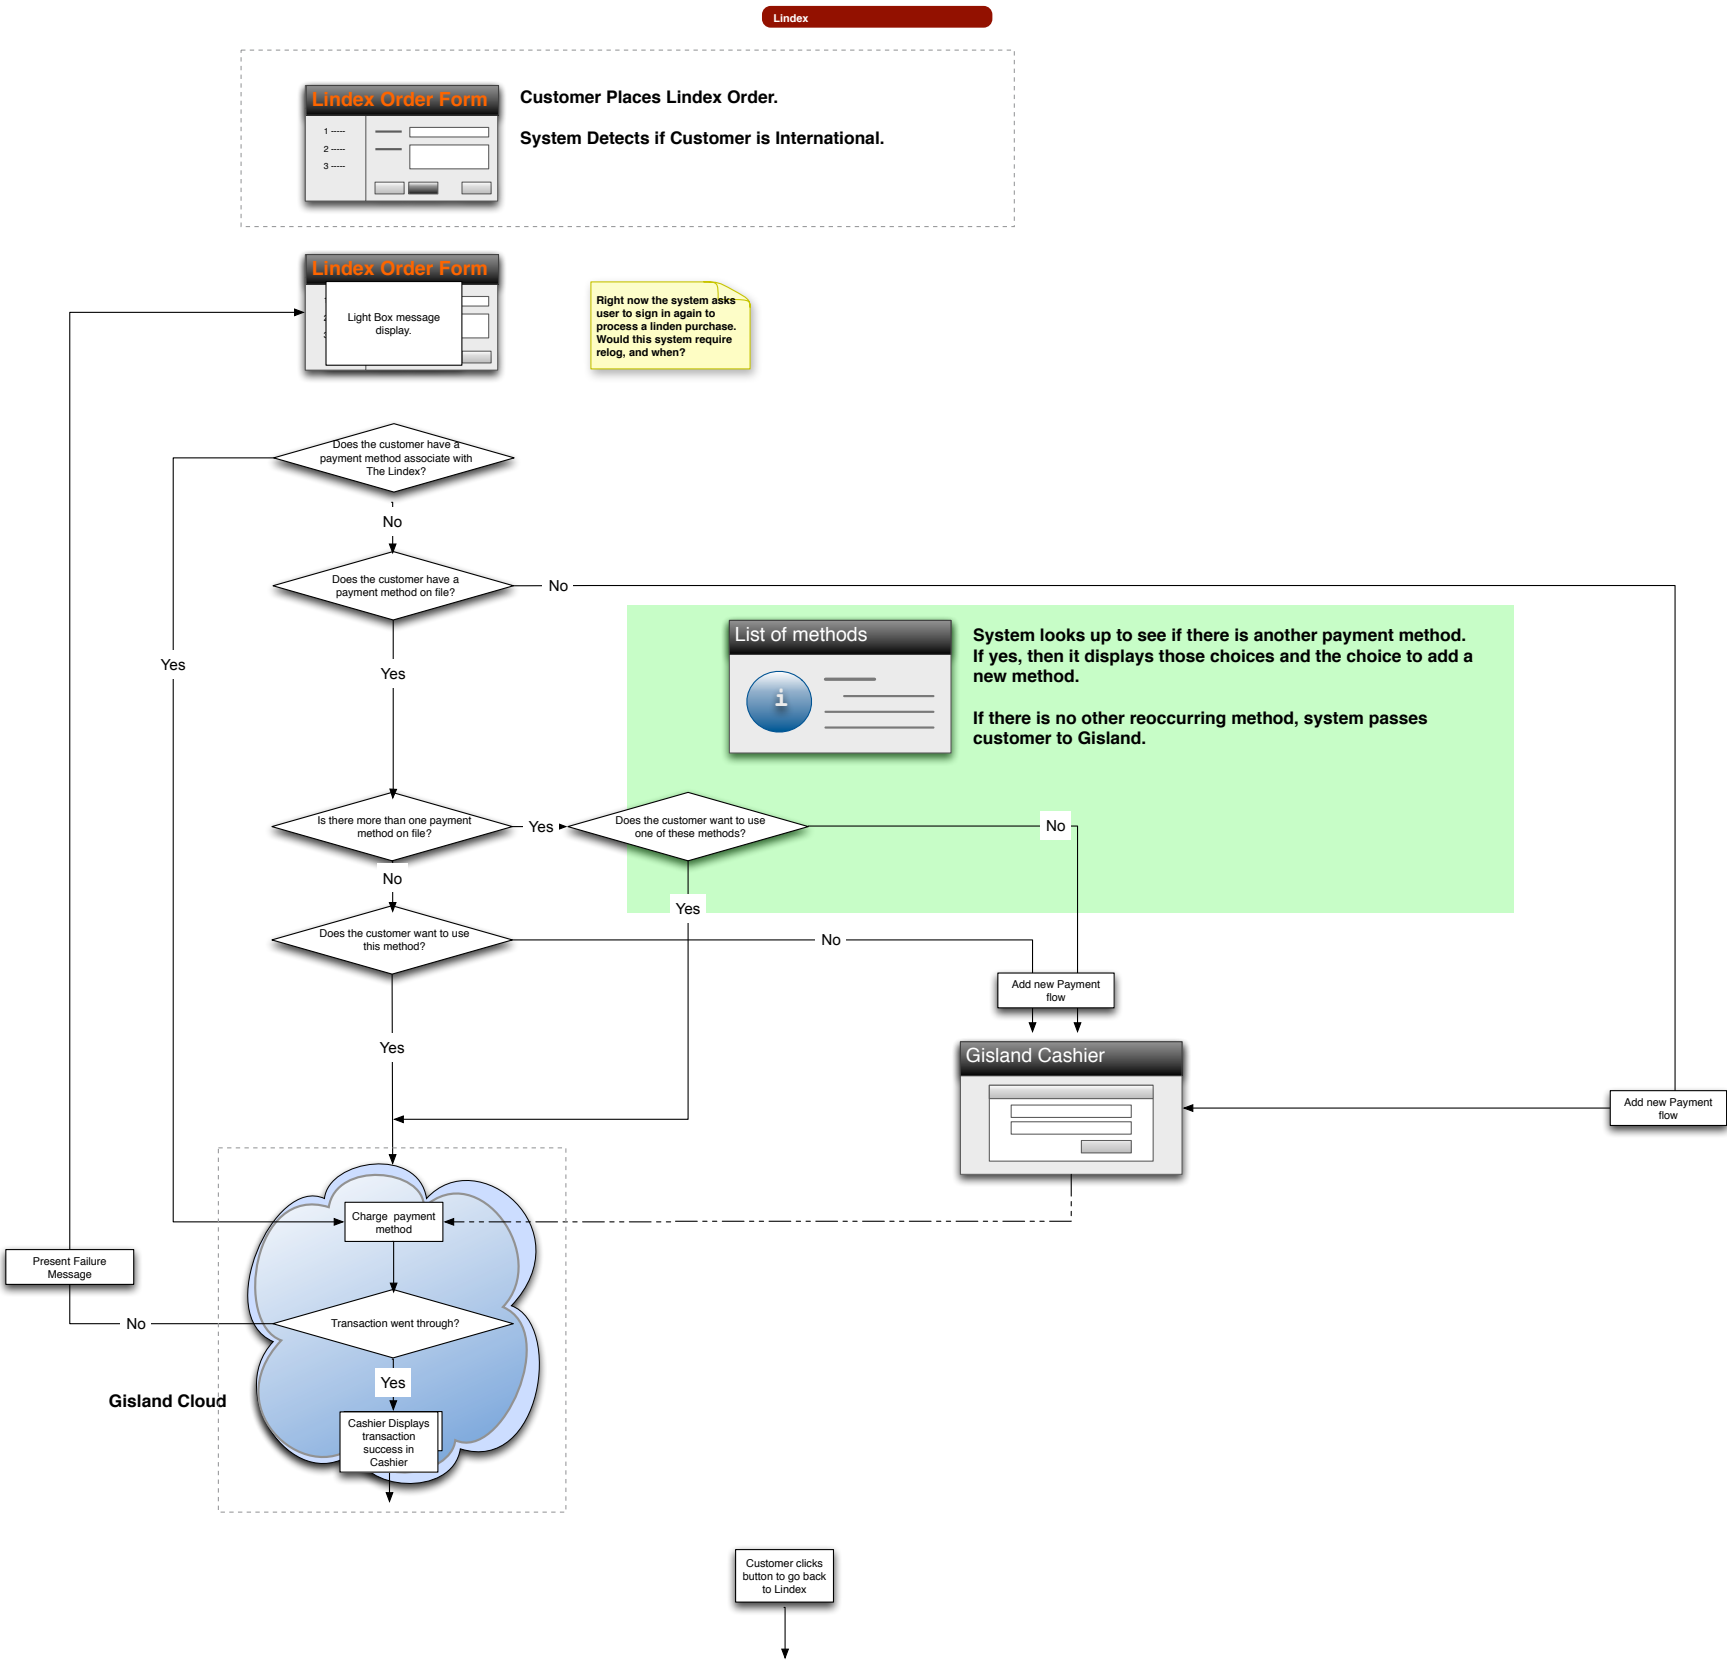 Lindex
Lindex Order Form
1 -----
2 -----
3 -----
Customer Places Lindex Order.
System Detects if Customer is International.
Lindex Order Form
Light Box message
display.
Right now the system asks
user to sign in again to
process a linden purchase.
Would this system require
relog, and when?
Does the customer have a
payment method associate with
The Lindex?
No
Does the customer have a
payment method on file?
No
Yes
Yes
List of methods
i
System looks up to see if there is another payment method.
If yes, then it displays those choices and the choice to add a
new method.
If there is no other reoccurring method, system passes
customer to Gisland.
Is there more than one payment
method on file?
Yes
Does the customer want to use
one of these methods?
No
No
Yes
Does the customer want to use
this method?
No
Add new Payment
flow
Yes
Gisland Cashier
Add new Payment
flow
Charge payment
method
Present Failure
Message
No
Transaction went through?
Yes
Gisland Cloud
Cashier Displays
transaction
success in
Cashier
Customer clicks
button to go back
to Lindex